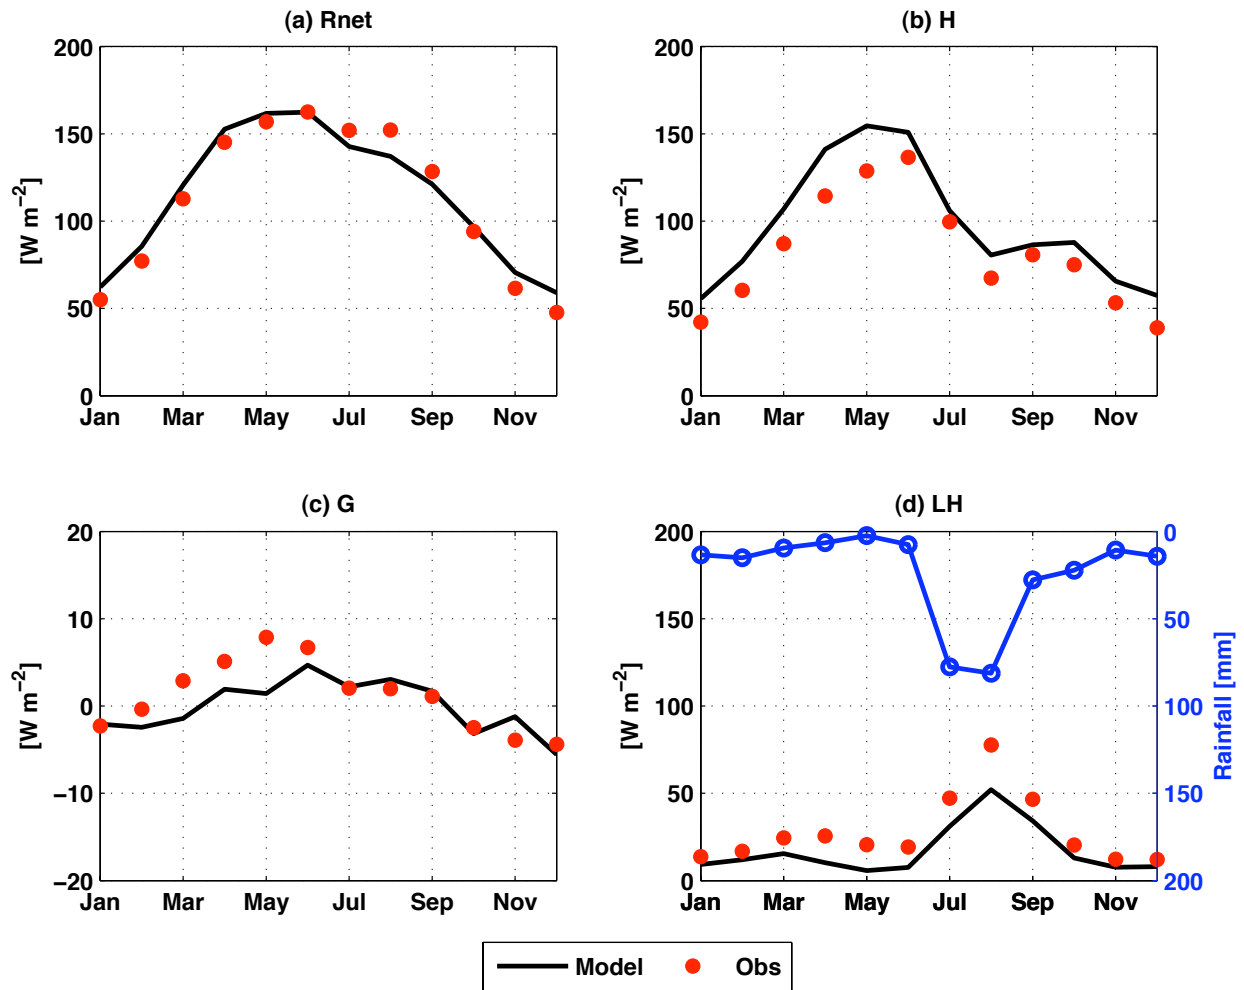 (a) Rnet
200
150
100
50
0
[W m−2]
Jan Mar May Jul Sep Nov
(b) H
200
150
100
50
0
[W m−2]
Jan Mar May Jul Sep Nov
(c) G
20
10
0
−10
−20
[W m−2]
Jan Mar May Jul Sep Nov
(d) LH
200
150
100
50
0
[W m−2]
0
50
100
150
200
Rainfall [mm]
Jan Mar May Jul Sep Nov
Model Obs